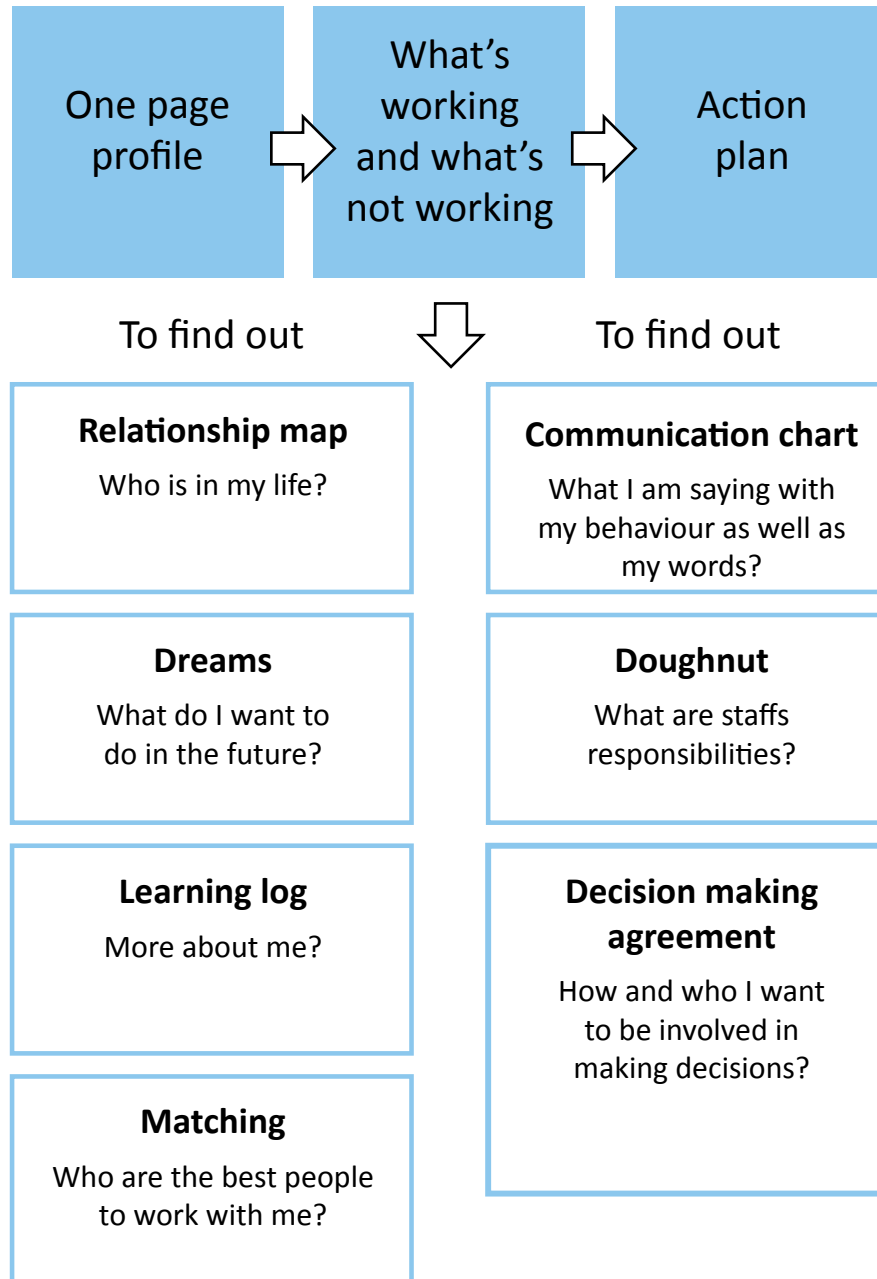 One page
profile
What’s
working
and what’s
not working
Action
plan
To find out
To find out
Relationship map
Who is in my life?
Dreams
What do I want to
do in the future?
Learning log
More about me?
Matching
Who are the best people
to work with me?
Communication chart
What I am saying with
my behaviour as well as
my words?
Doughnut
What are staffs
responsibilities?
Decision making
agreement
How and who I want
to be involved in
making decisions?